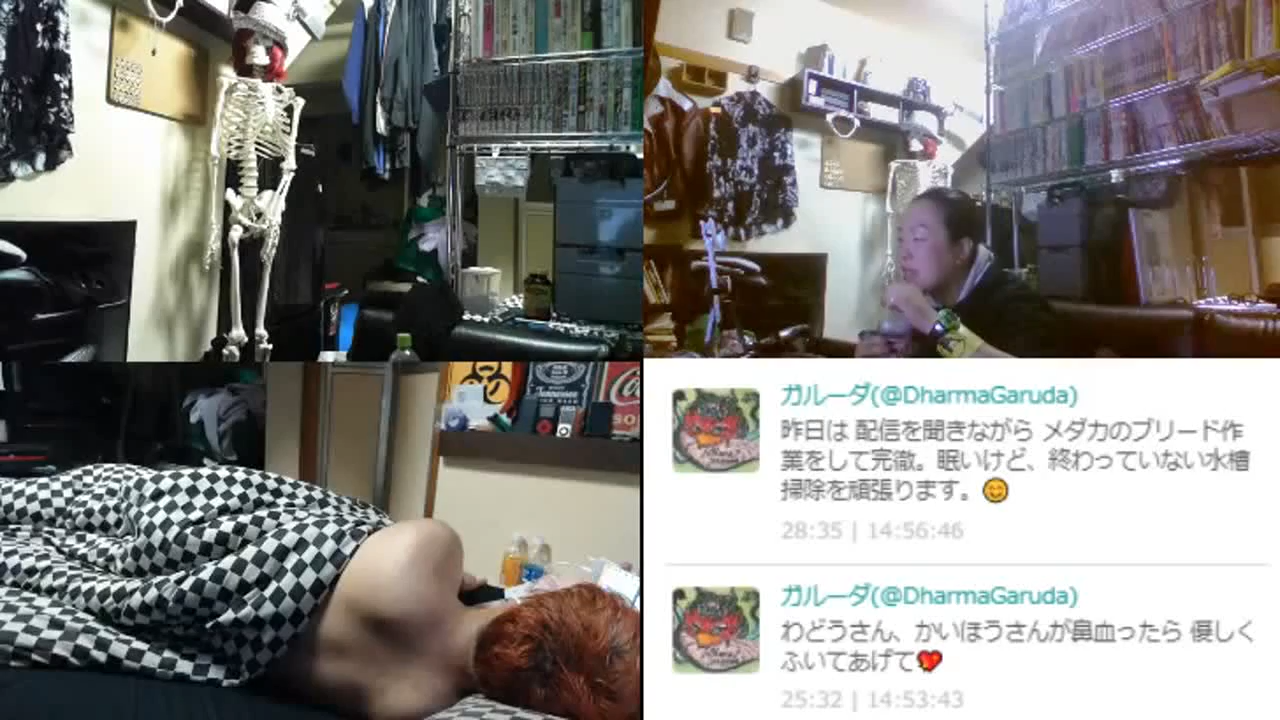 Tennessee
Coca
SO
ガルーダ(@DharmaGaruda)
昨日は 配信を聞きながら メダカのブリード作
業をして完徹。眠いけど、終わっていない水槽
掃除を頑張ります。😊
28:35 | 14:56:46
ガルーダ(@DharmaGaruda)
わどうさん、かいほうさんが鼻血ったら 優しく
ふいてあげて💖
25:32 | 14:53:43